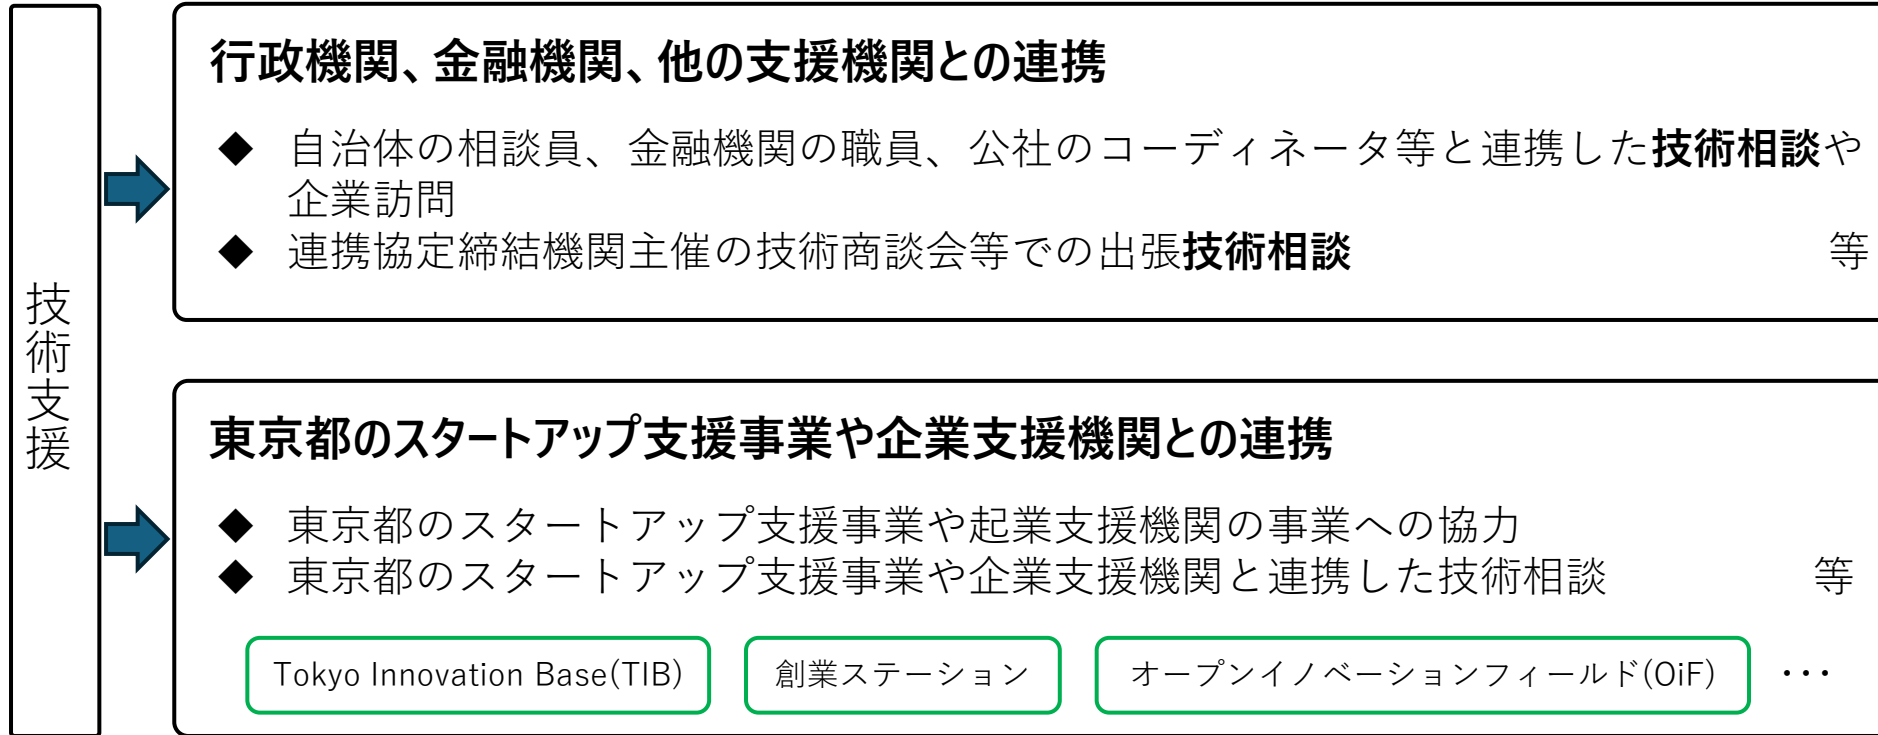 技術支援
行政機関、金融機関、他の支援機関との連携
◆ 自治体の相談員、金融機関の職員、公社のコーディネータ等と連携した技術相談や
企業訪問
◆ 連携協定締結機関主催の技術商談会等での出張技術相談 等
東京都のスタートアップ支援事業や企業支援機関との連携
◆ 東京都のスタートアップ支援事業や起業支援機関の事業への協力
◆ 東京都のスタートアップ支援事業や企業支援機関と連携した技術相談 等
Tokyo Innovation Base(TIB) 創業ステーション オープンイノベーションフィールド(OiF) ・・・